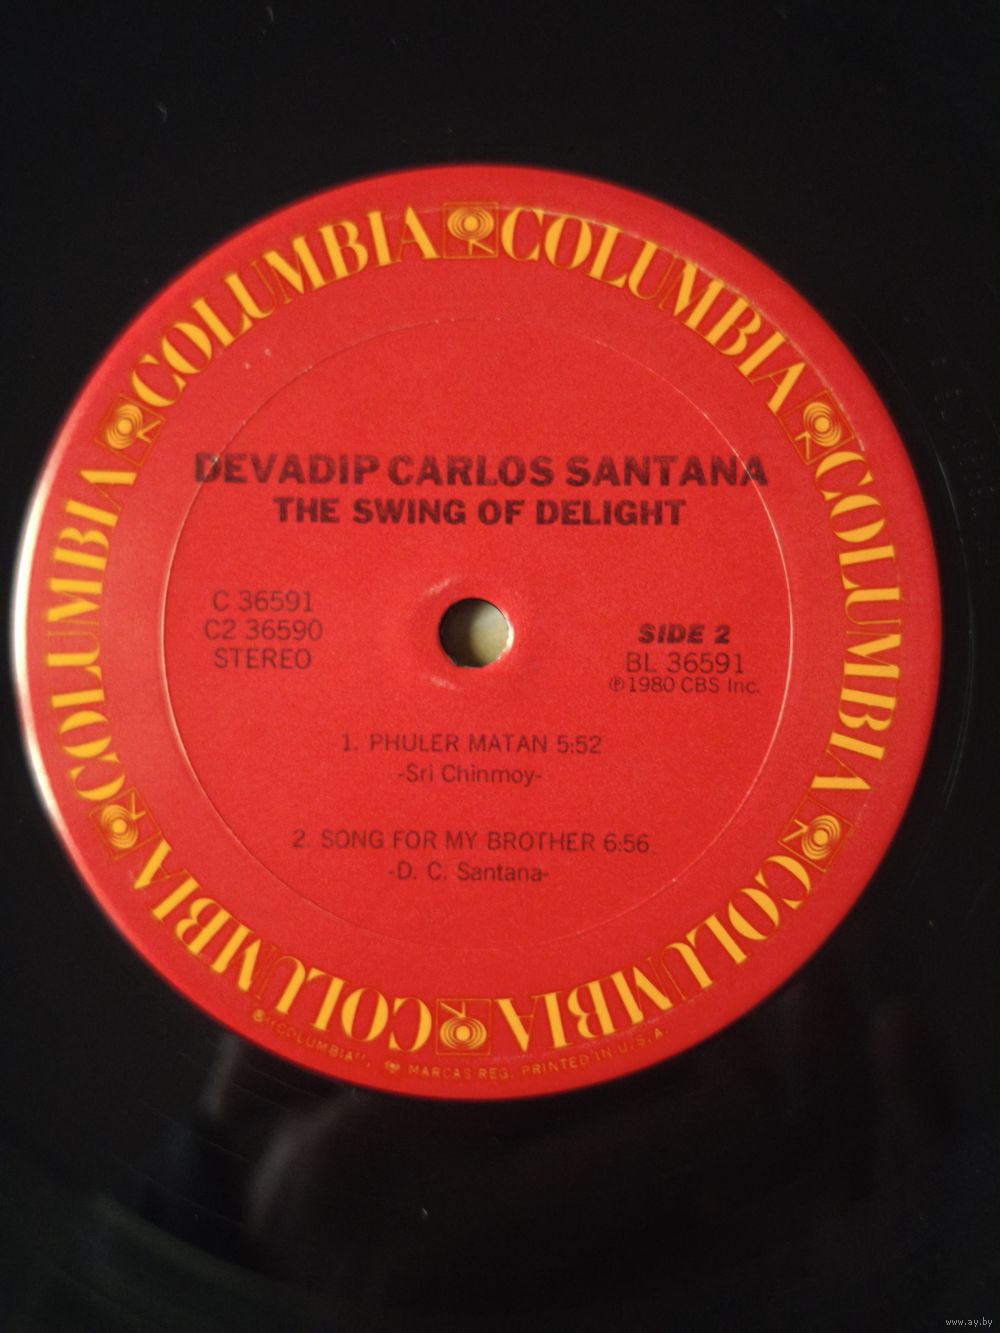 COLUMBIA COLUMBIA COLUMBIA COLUMBIA COLUMBIA COLUMBIA
DEVADIP CARLOS SANTANA
THE SWING OF DELIGHT
C 36591
C2 36590
STEREO
SIDE 2
BL 36591
℗ 1980 CBS Inc.
1. PHULER MATAN 5:52
-Sri Chinmoy-
2. SONG FOR MY BROTHER 6:56
-D. C. Santana-
® "COLUMBIA", MARCAS REG. PRINTED IN U.S.A.
www.ay.by